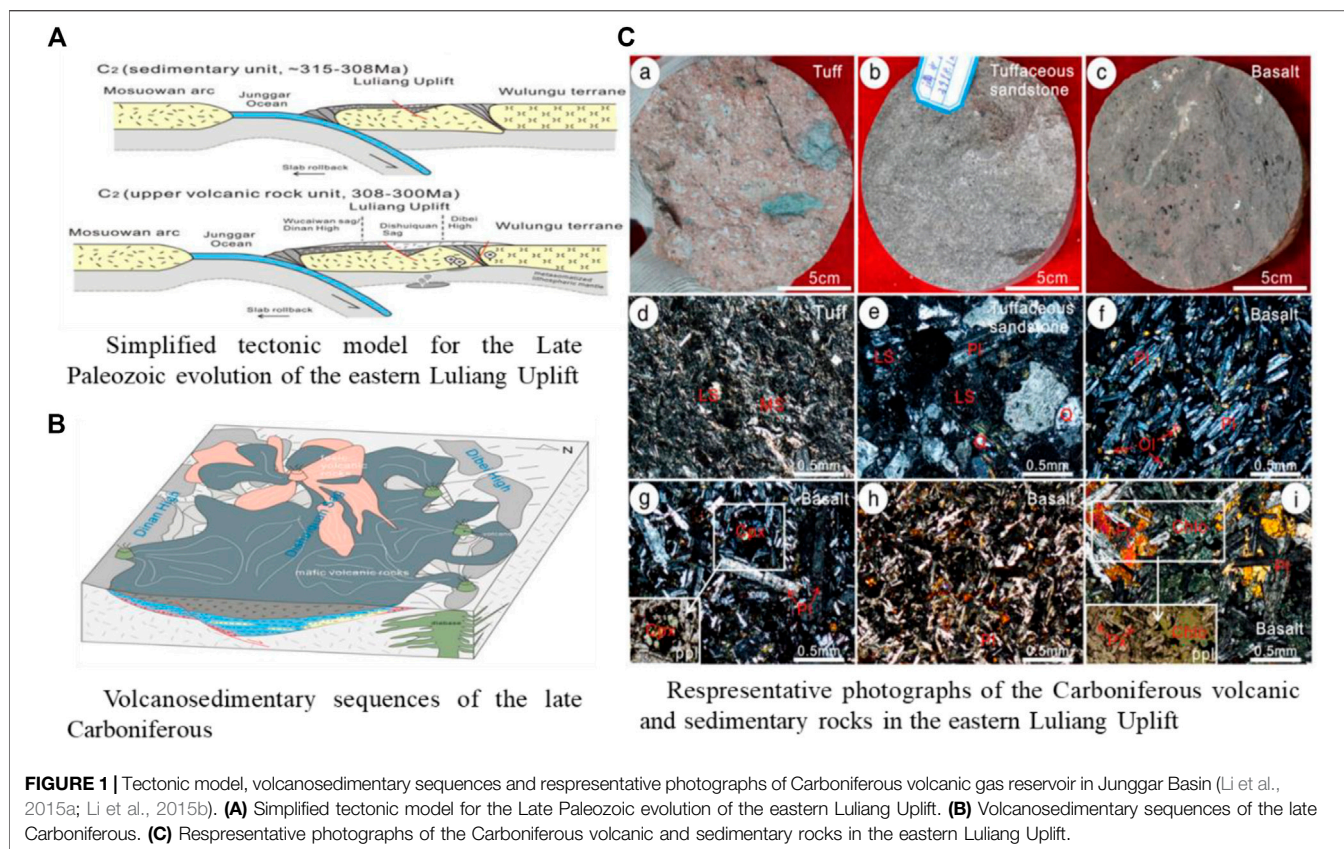 A
C2 (sedimentary unit, ~315-308Ma)
Luliang Uplift
Mosuowan arc
Junggar
Ocean
Wulungu terrane
Slab rollback
C2 (upper volcanic rock unit, 308-300Ma)
Luliang Uplift
Wucaiwan sag/
Dinan High
Dishuiquan
Sag
Dibei
High
Mosuowan arc
Junggar
Ocean
Wulungu terrane
metasomatized
lithospheric mantle
Slab rollback
Simplified tectonic model for the Late
Paleozoic evolution of the eastern Luliang Uplift
B
N
volcanic
rocks
Dibei High
Dinan High
mafic volcanic rocks
Volcanosedimentary sequences of the late
Carboniferous
C
a
Tuff
5cm
b
Tuffaceous
sandstone
5cm
c
Basalt
5cm
d
Tuff
LS
MS
0.5mm
e
Tuffaceous
sandstone
LS
Pl
LS
Q
Q
0.5mm
f
Basalt
Pl
Pl
Ol
0.5mm
g
Basalt
Cpx
Pl
Cpx
ppl
0.5mm
h
Basalt
Pl
0.5mm
i
Chlo
Pl
Chlo
Basalt
ppl
0.5mm
Respresentative photographs of the Carboniferous volcanic
and sedimentary rocks in the eastern Luliang Uplift
FIGURE 1 | Tectonic model, volcanosedimentary sequences and respresentative photographs of Carboniferous volcanic gas reservoir in Junggar Basin (Li et al.,
2015a; Li et al., 2015b). (A) Simplified tectonic model for the Late Paleozoic evolution of the eastern Luliang Uplift. (B) Volcanosedimentary sequences of the late
Carboniferous. (C) Respresentative photographs of the Carboniferous volcanic and sedimentary rocks in the eastern Luliang Uplift.